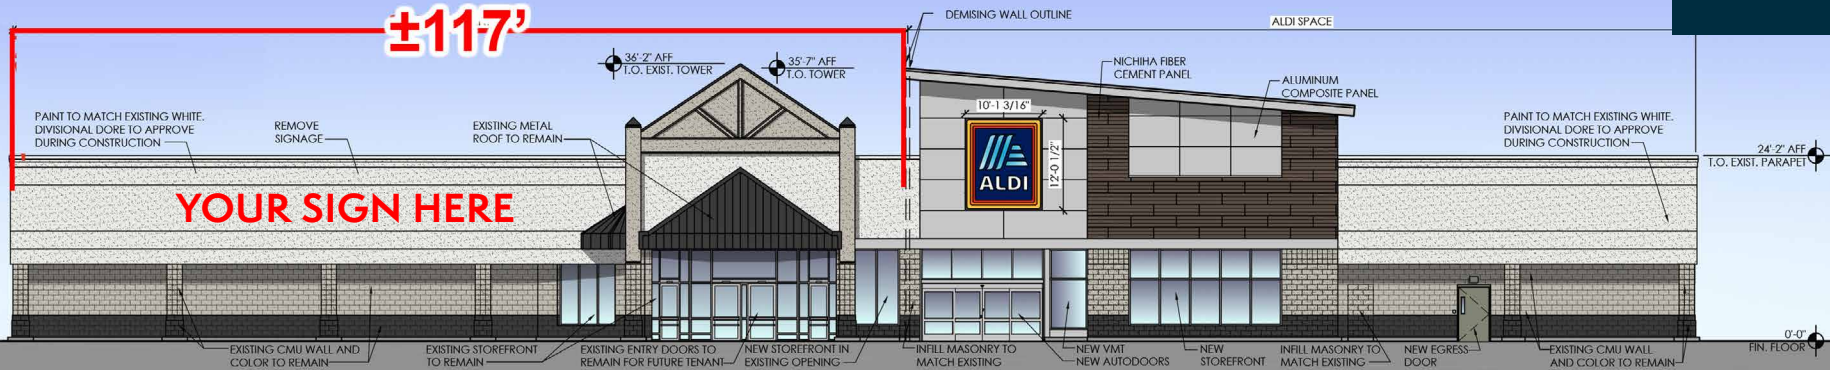 ±117'
DEMISING WALL OUTLINE
ALDI SPACE
36'-2" AFF
T.O. EXIST. TOWER
35'-7" AFF
T.O. TOWER
NICHIHA FIBER
CEMENT PANEL
ALUMINUM
COMPOSITE PANEL
PAINT TO MATCH EXISTING WHITE.
DIVISIONAL DORE TO APPROVE
DURING CONSTRUCTION
REMOVE
SIGNAGE
EXISTING METAL
ROOF TO REMAIN
10'-1 3/16"
12'-0 1/2"
ALDI
PAINT TO MATCH EXISTING WHITE.
DIVISIONAL DORE TO APPROVE
DURING CONSTRUCTION
24'-2" AFF
T.O. EXIST. PARAPET
YOUR SIGN HERE
0'-0"
FIN. FLOOR
EXISTING CMU WALL AND
COLOR TO REMAIN
EXISTING STOREFRONT
TO REMAIN
EXISTING ENTRY DOORS TO
REMAIN FOR FUTURE TENANT
NEW STOREFRONT IN
EXISTING OPENING
INFILL MASONRY TO
MATCH EXISTING
NEW VMT
NEW AUTODOORS
NEW
STOREFRONT
INFILL MASONRY TO
MATCH EXISTING
NEW EGRESS
DOOR
EXISTING CMU WALL
AND COLOR TO REMAIN